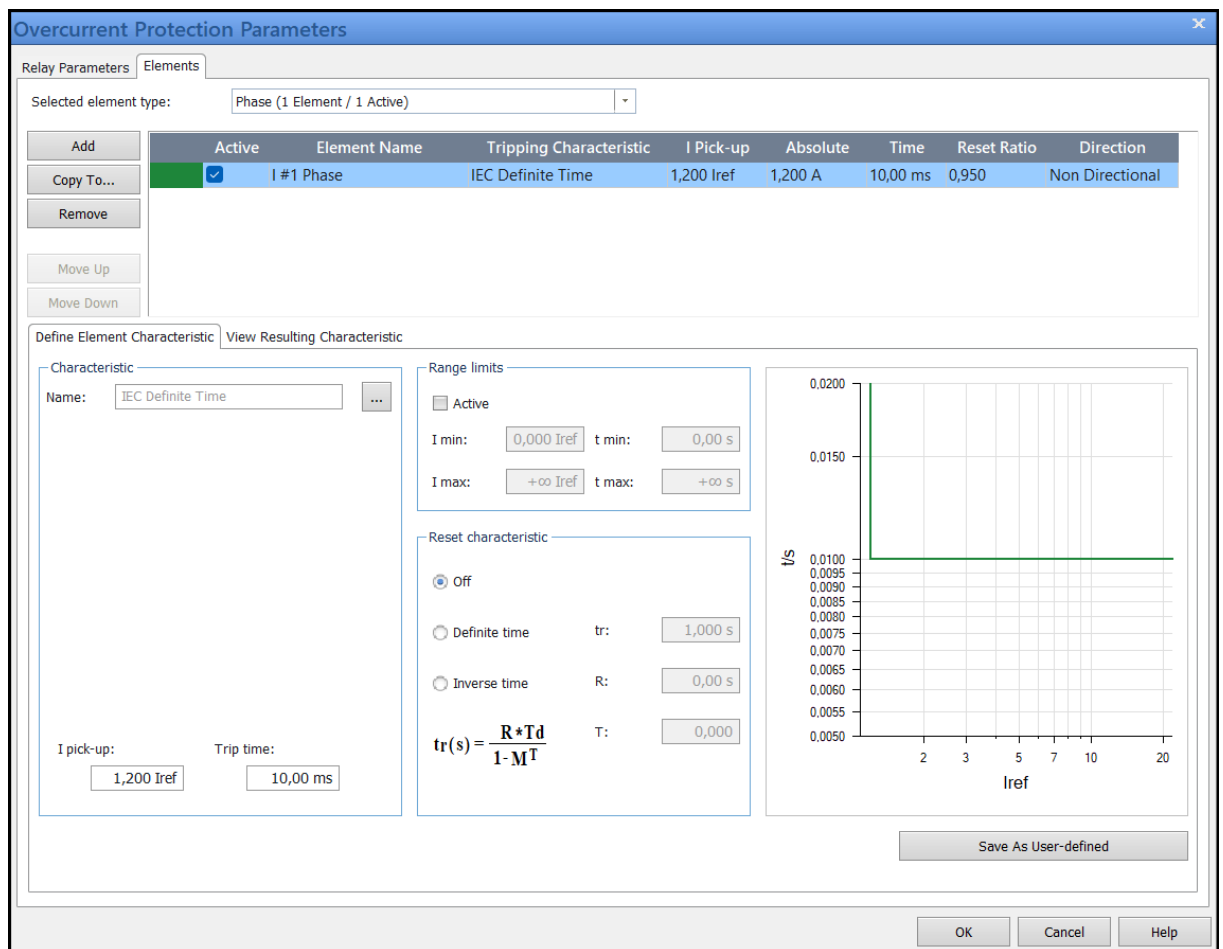 Overcurrent Protection Parameters
Relay Parameters Elements
Selected element type: Phase (1 Element / 1 Active)
Add
Copy To...
Remove
Move Up
Move Down
Active Element Name Tripping Characteristic I Pick-up Absolute Time Reset Ratio Direction
I #1 Phase IEC Definite Time 1,200 Iref 1,200 A 10,00 ms 0,950 Non Directional
Define Element Characteristic View Resulting Characteristic
Characteristic
Name: IEC Definite Time ...
I pick-up: Trip time:
1,200 Iref 10,00 ms
Range limits
Active
I min: 0,000 Iref t min: 0,00 s
I max: +∞ Iref t max: +∞ s
Reset characteristic
Off
Definite time tr: 1,000 s
Inverse time R: 0,00 s
tr(s) = R*Td / 1-M^T
T: 0,000
t/s
0,0200
0,0150
0,0100
0,0095
0,0090
0,0085
0,0080
0,0075
0,0070
0,0065
0,0060
0,0055
0,0050
2 3 5 7 10 20
Iref
Save As User-defined
OK Cancel Help